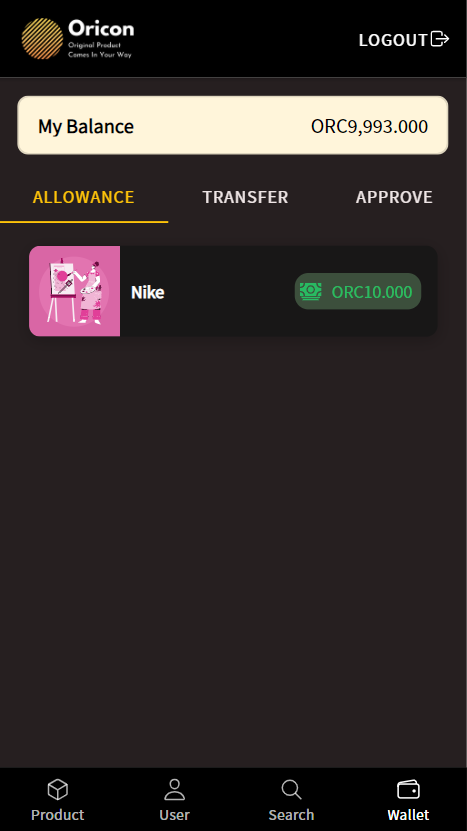 Oricon
Original Product
Comes In Your Way
LOGOUT
My Balance
ORC9,993.000
ALLOWANCE
TRANSFER
APPROVE
Nike
ORC10.000
Product
User
Search
Wallet